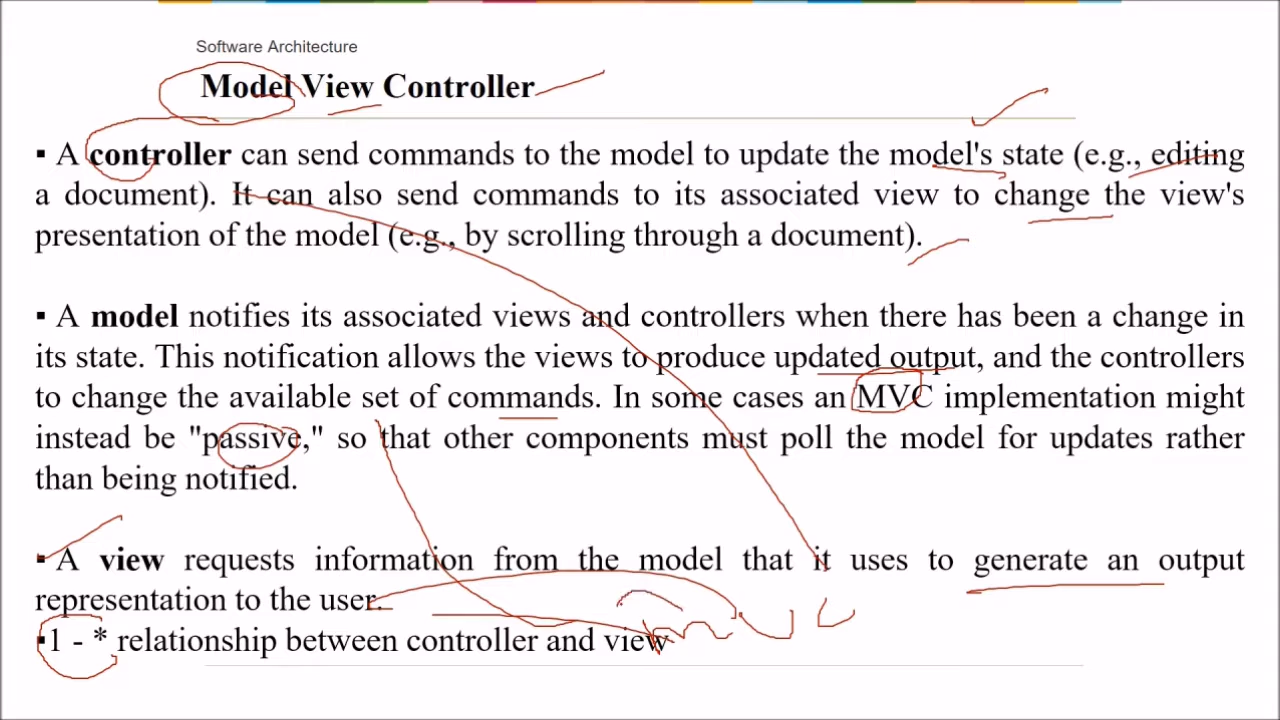 Software Architecture
Model View Controller
▪ A controller can send commands to the model to update the model's state (e.g., editing
a document). It can also send commands to its associated view to change the view's
presentation of the model (e.g., by scrolling through a document).
▪ A model notifies its associated views and controllers when there has been a change in
its state. This notification allows the views to produce updated output, and the controllers
to change the available set of commands. In some cases an MVC implementation might
instead be "passive," so that other components must poll the model for updates rather
than being notified.
▪ A view requests information from the model that it uses to generate an output
representation to the user.
▪1 - * relationship between controller and view